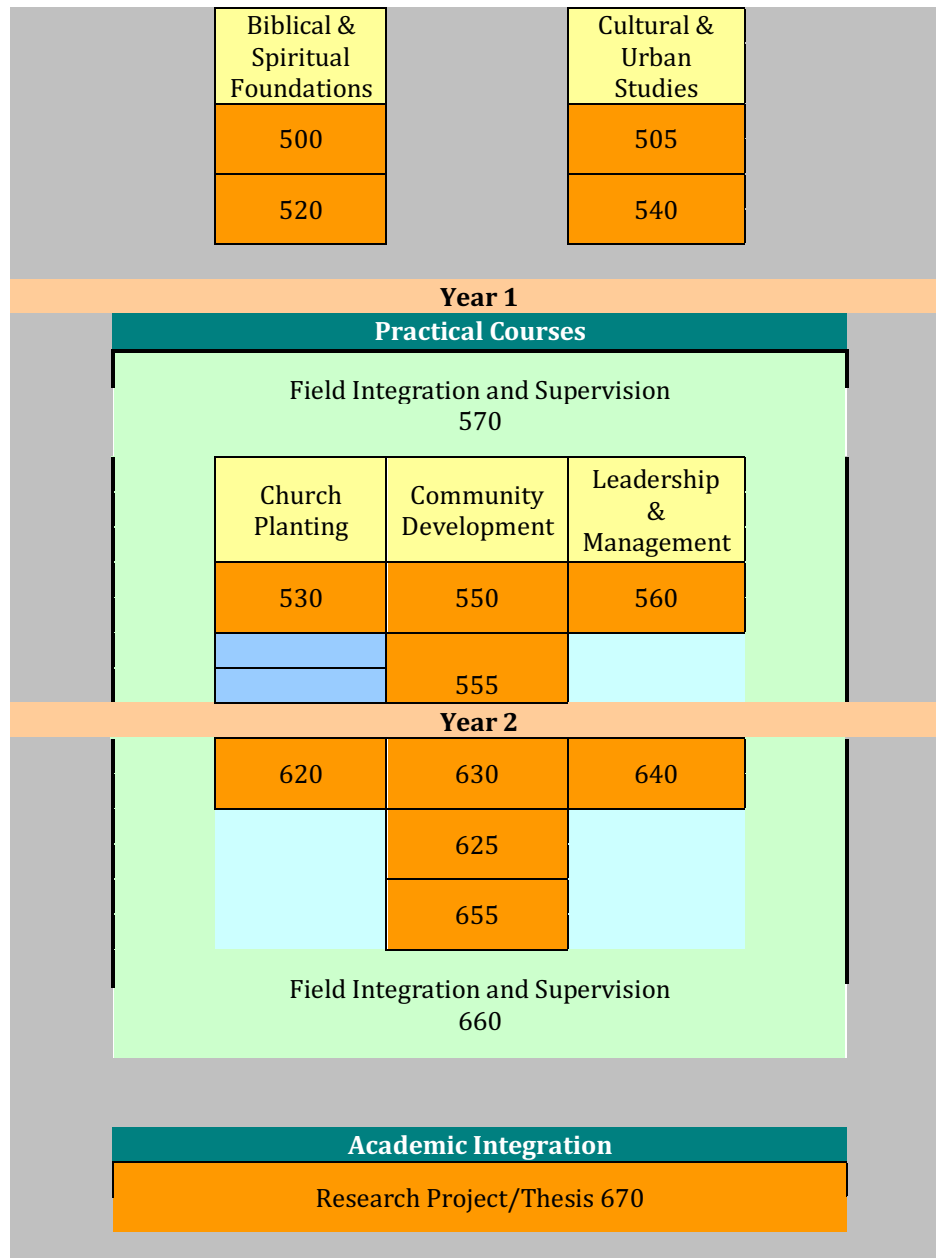 Biblical &
Spiritual
Foundations
Cultural &
Urban
Studies
500
505
520
540
Year 1
Practical Courses
Field Integration and Supervision
570
Church
Planting
Community
Development
Leadership
&
Management
530
550
560
555
Year 2
620
630
640
625
655
Field Integration and Supervision
660
Academic Integration
Research Project/Thesis 670